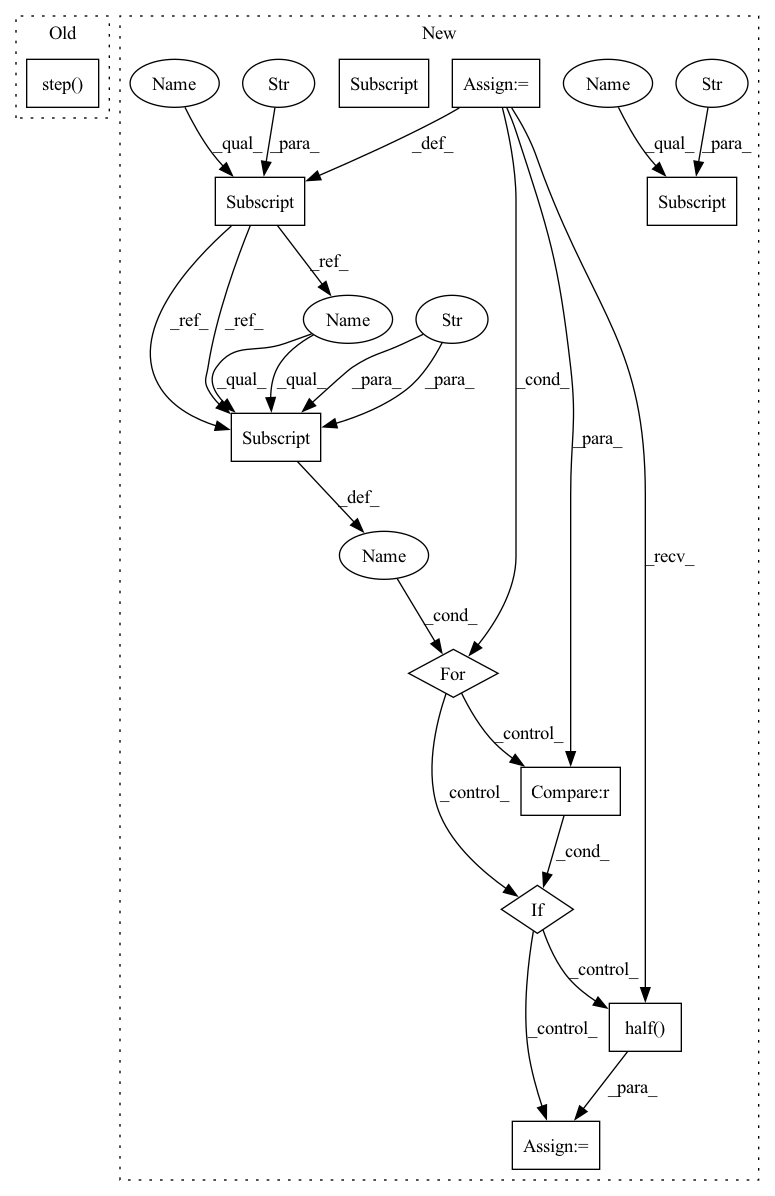 Old
New
step()
Name
Str
Subscript
Assign:=
Name
Str
_qual_
_para_
_def_
_qual_
_para_
Subscript
Subscript
_ref_
_ref_
_ref_
Name
Str
_qual_
_qual_
_para_
_para_
_cond_
_para_
Subscript
_def_
_recv_
Name
_cond_
For
_control_
_control_
Compare:r
_cond_
If
_control_
_control_
half()
_para_
Assign:=